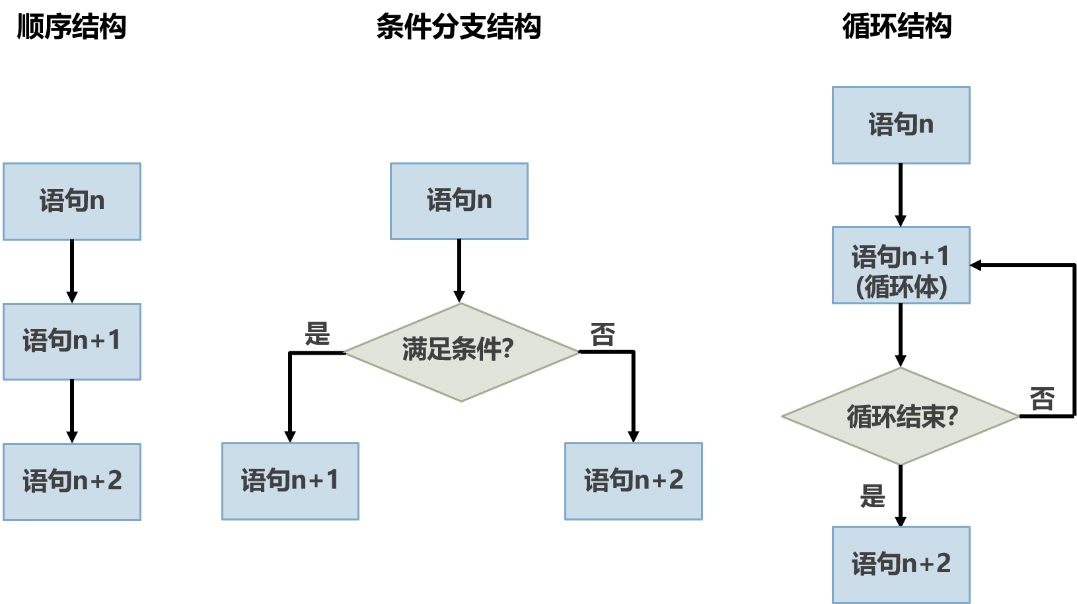 顺序结构
语句n
语句n+1
语句n+2
条件分支结构
语句n
满足条件?
是
否
语句n+1
语句n+2
循环结构
语句n
语句n+1
(循环体)
循环结束?
否
是
语句n+2